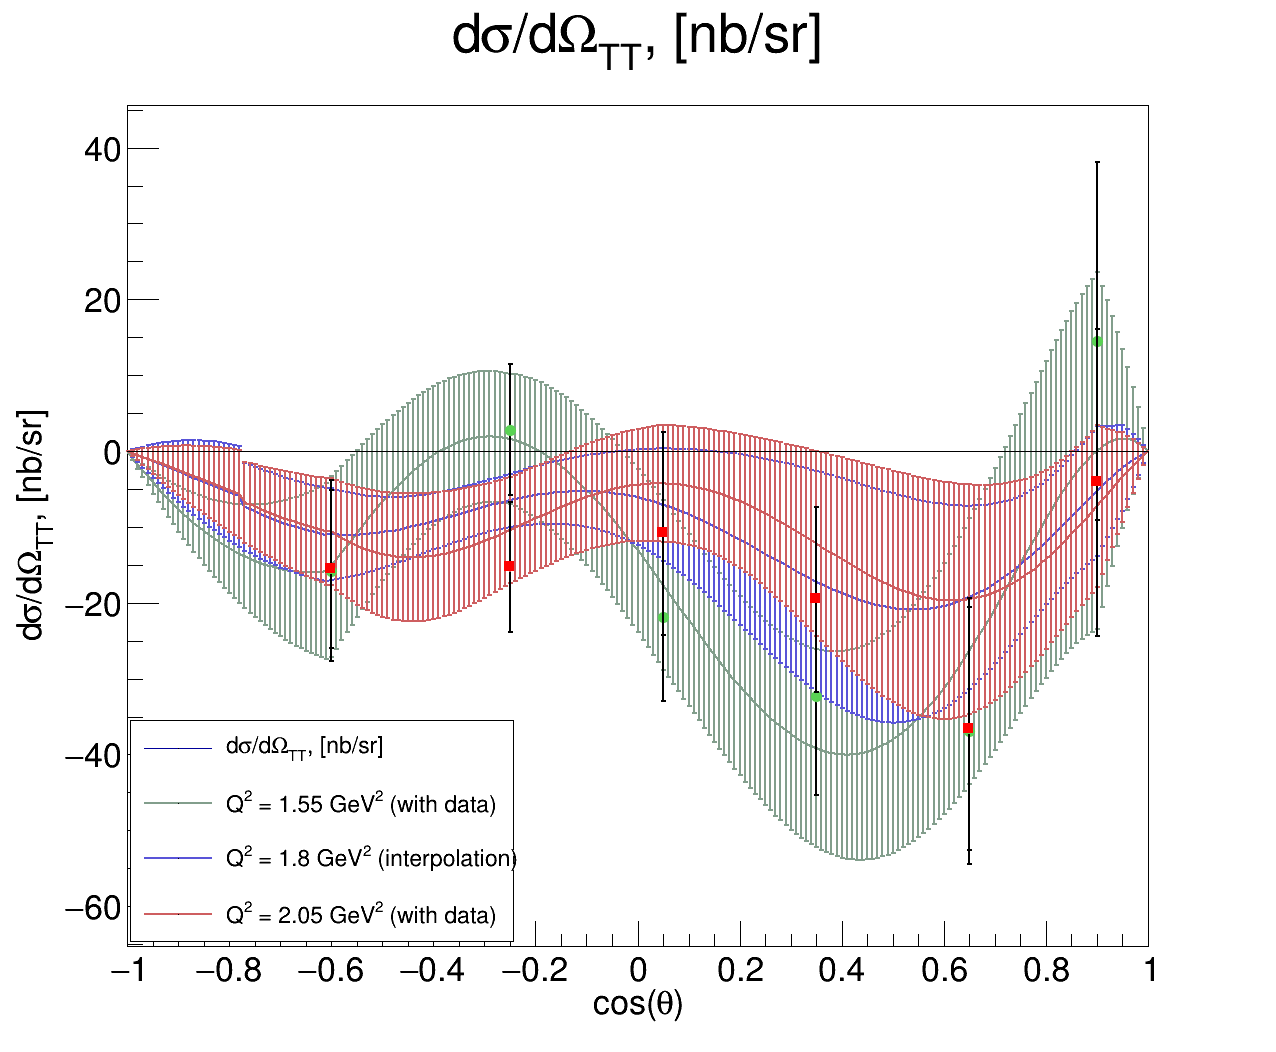 dσ/dΩ_TT, [nb/sr]
dσ/dΩ_TT, [nb/sr]
40
20
0
−20
−40
−60
dσ/dΩ_TT, [nb/sr]
Q² = 1.55 GeV² (with data)
Q² = 1.8 GeV² (interpolation)
Q² = 2.05 GeV² (with data)
−1 −0.8 −0.6 −0.4 −0.2 0 0.2 0.4 0.6 0.8 1
cos(θ)